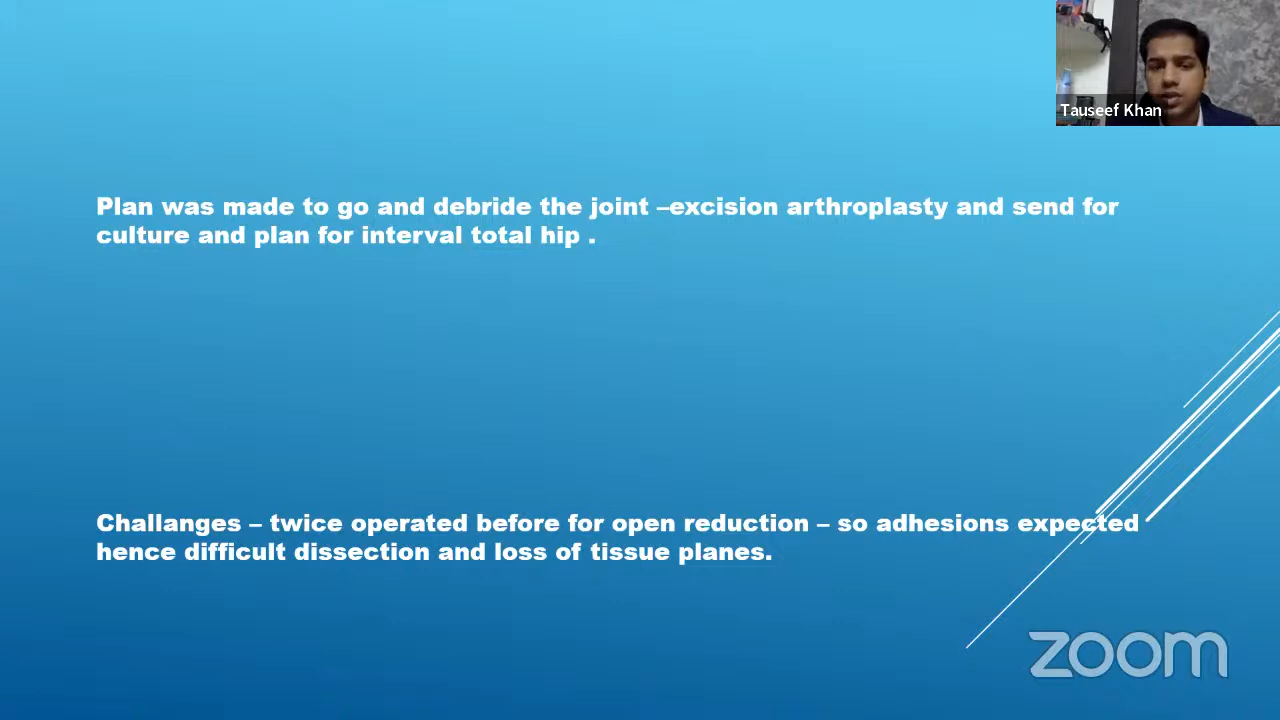 Tauseef Khan
Plan was made to go and debride the joint –excision arthroplasty and send for
culture and plan for interval total hip .
Challanges – twice operated before for open reduction – so adhesions expected
hence difficult dissection and loss of tissue planes.
zoom